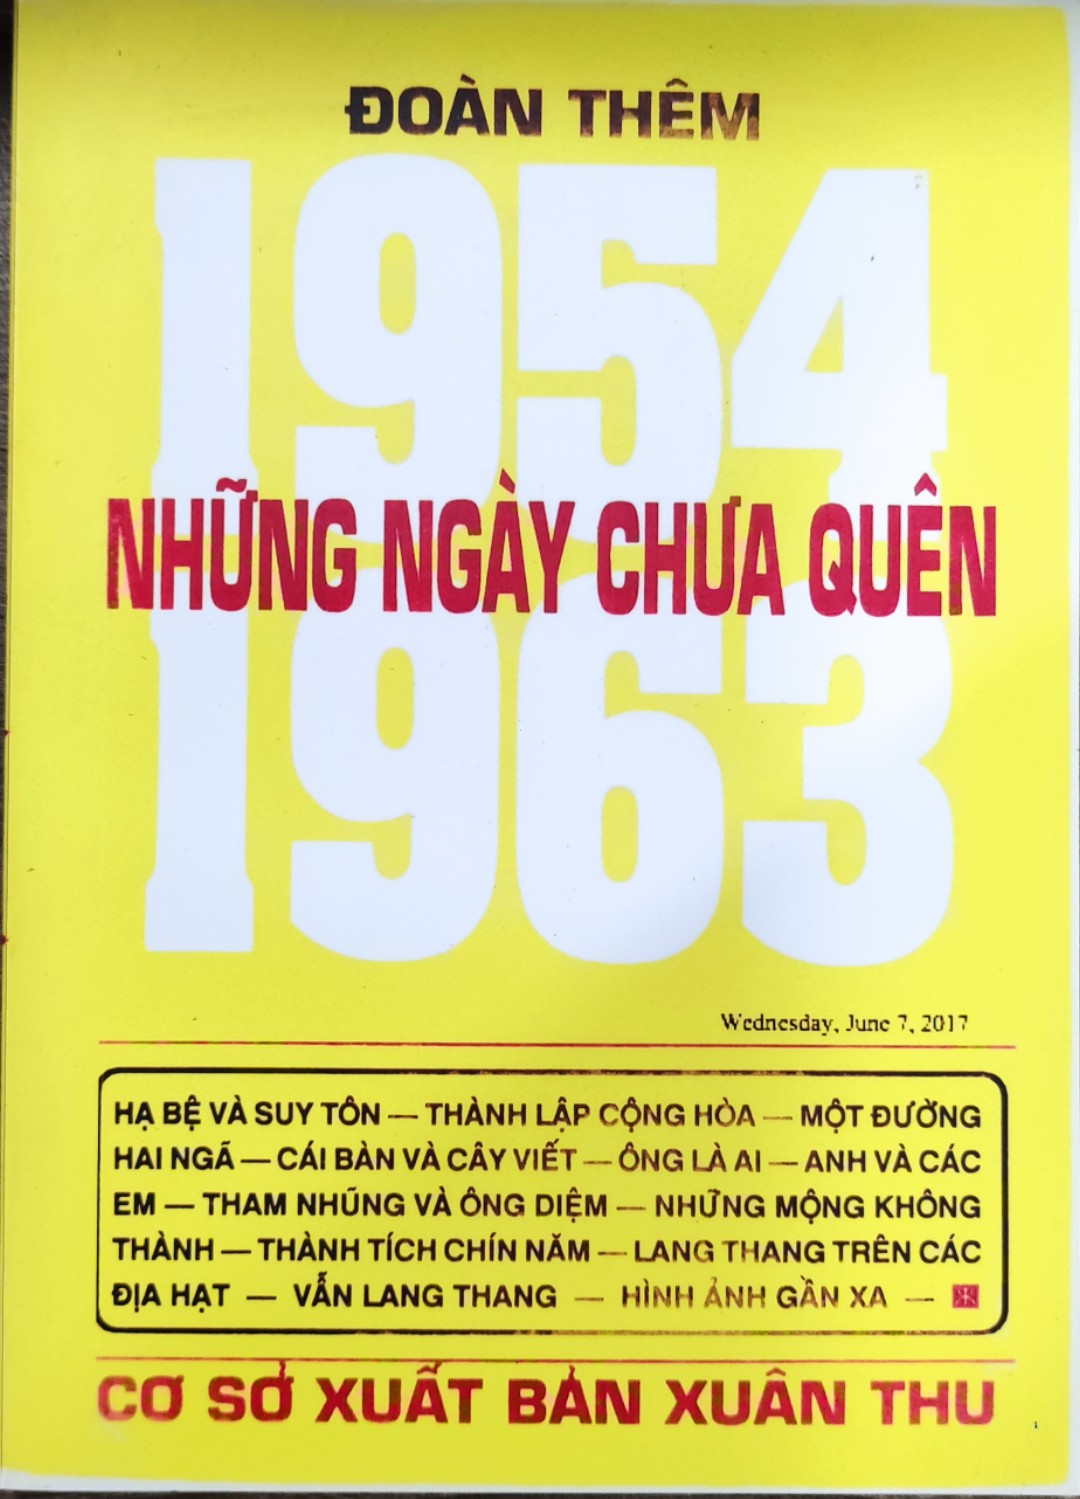 ĐOÀN THÊM
1954
NHỮNG NGÀY CHƯA QUÊN
1963
Wednesday, June 7, 2017
HẠ BỆ VÀ SUY TÔN — THÀNH LẬP CỘNG HÒA — MỘT ĐƯỜNG
HAI NGÃ — CÁI BÀN VÀ CÂY VIẾT — ÔNG LÀ AI — ANH VÀ CÁC
EM — THAM NHŨNG VÀ ÔNG DIỆM — NHỮNG MỘNG KHÔNG
THÀNH — THÀNH TÍCH CHÍN NĂM — LANG THANG TRÊN CÁC
ĐỊA HẠT — VẪN LANG THANG — HÌNH ẢNH GẦN XA —
CƠ SỞ XUẤT BẢN XUÂN THU